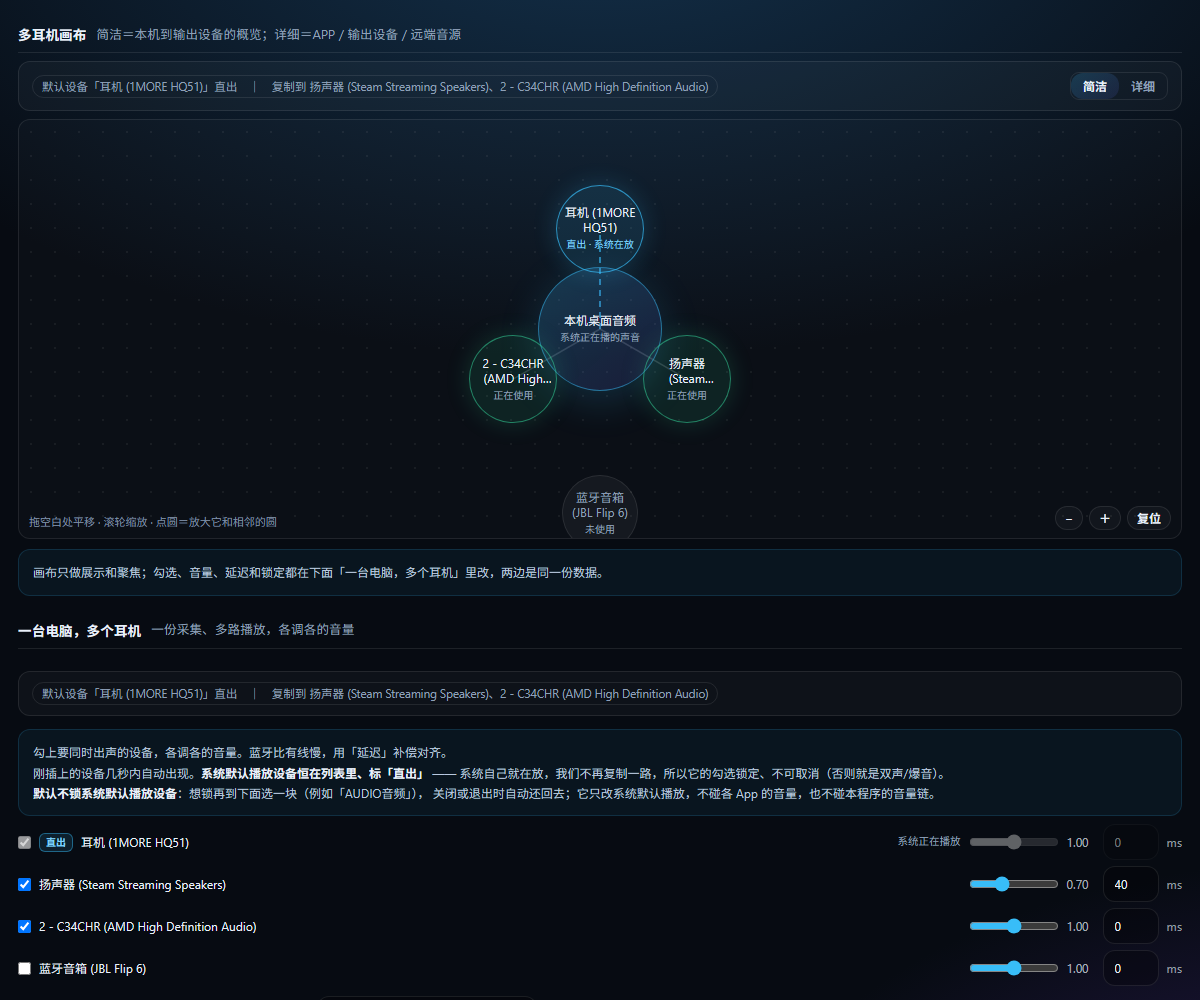 多耳机画布 简洁＝本机到输出设备的概览；详细＝APP / 输出设备 / 远端音源
默认设备「耳机 (1MORE HQ51)」直出 ｜ 复制到 扬声器 (Steam Streaming Speakers)、2 - C34CHR (AMD High Definition Audio)
简洁 详细
耳机 (1MORE
HQ51)
直出 · 系统在放
本机桌面音频
系统正在播的声音
2 - C34CHR
(AMD High...
正在使用
扬声器
(Steam...
正在使用
蓝牙音箱
(JBL Flip 6)
未使用
拖空白处平移 · 滚轮缩放 · 点圆＝放大它和相邻的圆
− + 复位
画布只做展示和聚焦；勾选、音量、延迟和锁定都在下面「一台电脑，多个耳机」里改，两边是同一份数据。
一台电脑，多个耳机 一份采集、多路播放，各调各的音量
默认设备「耳机 (1MORE HQ51)」直出 ｜ 复制到 扬声器 (Steam Streaming Speakers)、2 - C34CHR (AMD High Definition Audio)
勾上要同时出声的设备，各调各的音量。蓝牙比有线慢，用「延迟」补偿对齐。
刚插上的设备几秒内自动出现。系统默认播放设备恒在列表里、标「直出」 —— 系统自己就在放，我们不再复制一路，所以它的勾选锁定、不可取消（否则就是双声/爆音）。
默认不锁系统默认播放设备：想锁再到下面选一块（例如「AUDIO音频」），关闭或退出时自动还回去；它只改系统默认播放，不碰各 App 的音量，也不碰本程序的音量链。
直出 耳机 (1MORE HQ51) 系统正在播放 1.00 0 ms
扬声器 (Steam Streaming Speakers) 0.70 40 ms
2 - C34CHR (AMD High Definition Audio) 1.00 0 ms
蓝牙音箱 (JBL Flip 6) 1.00 0 ms